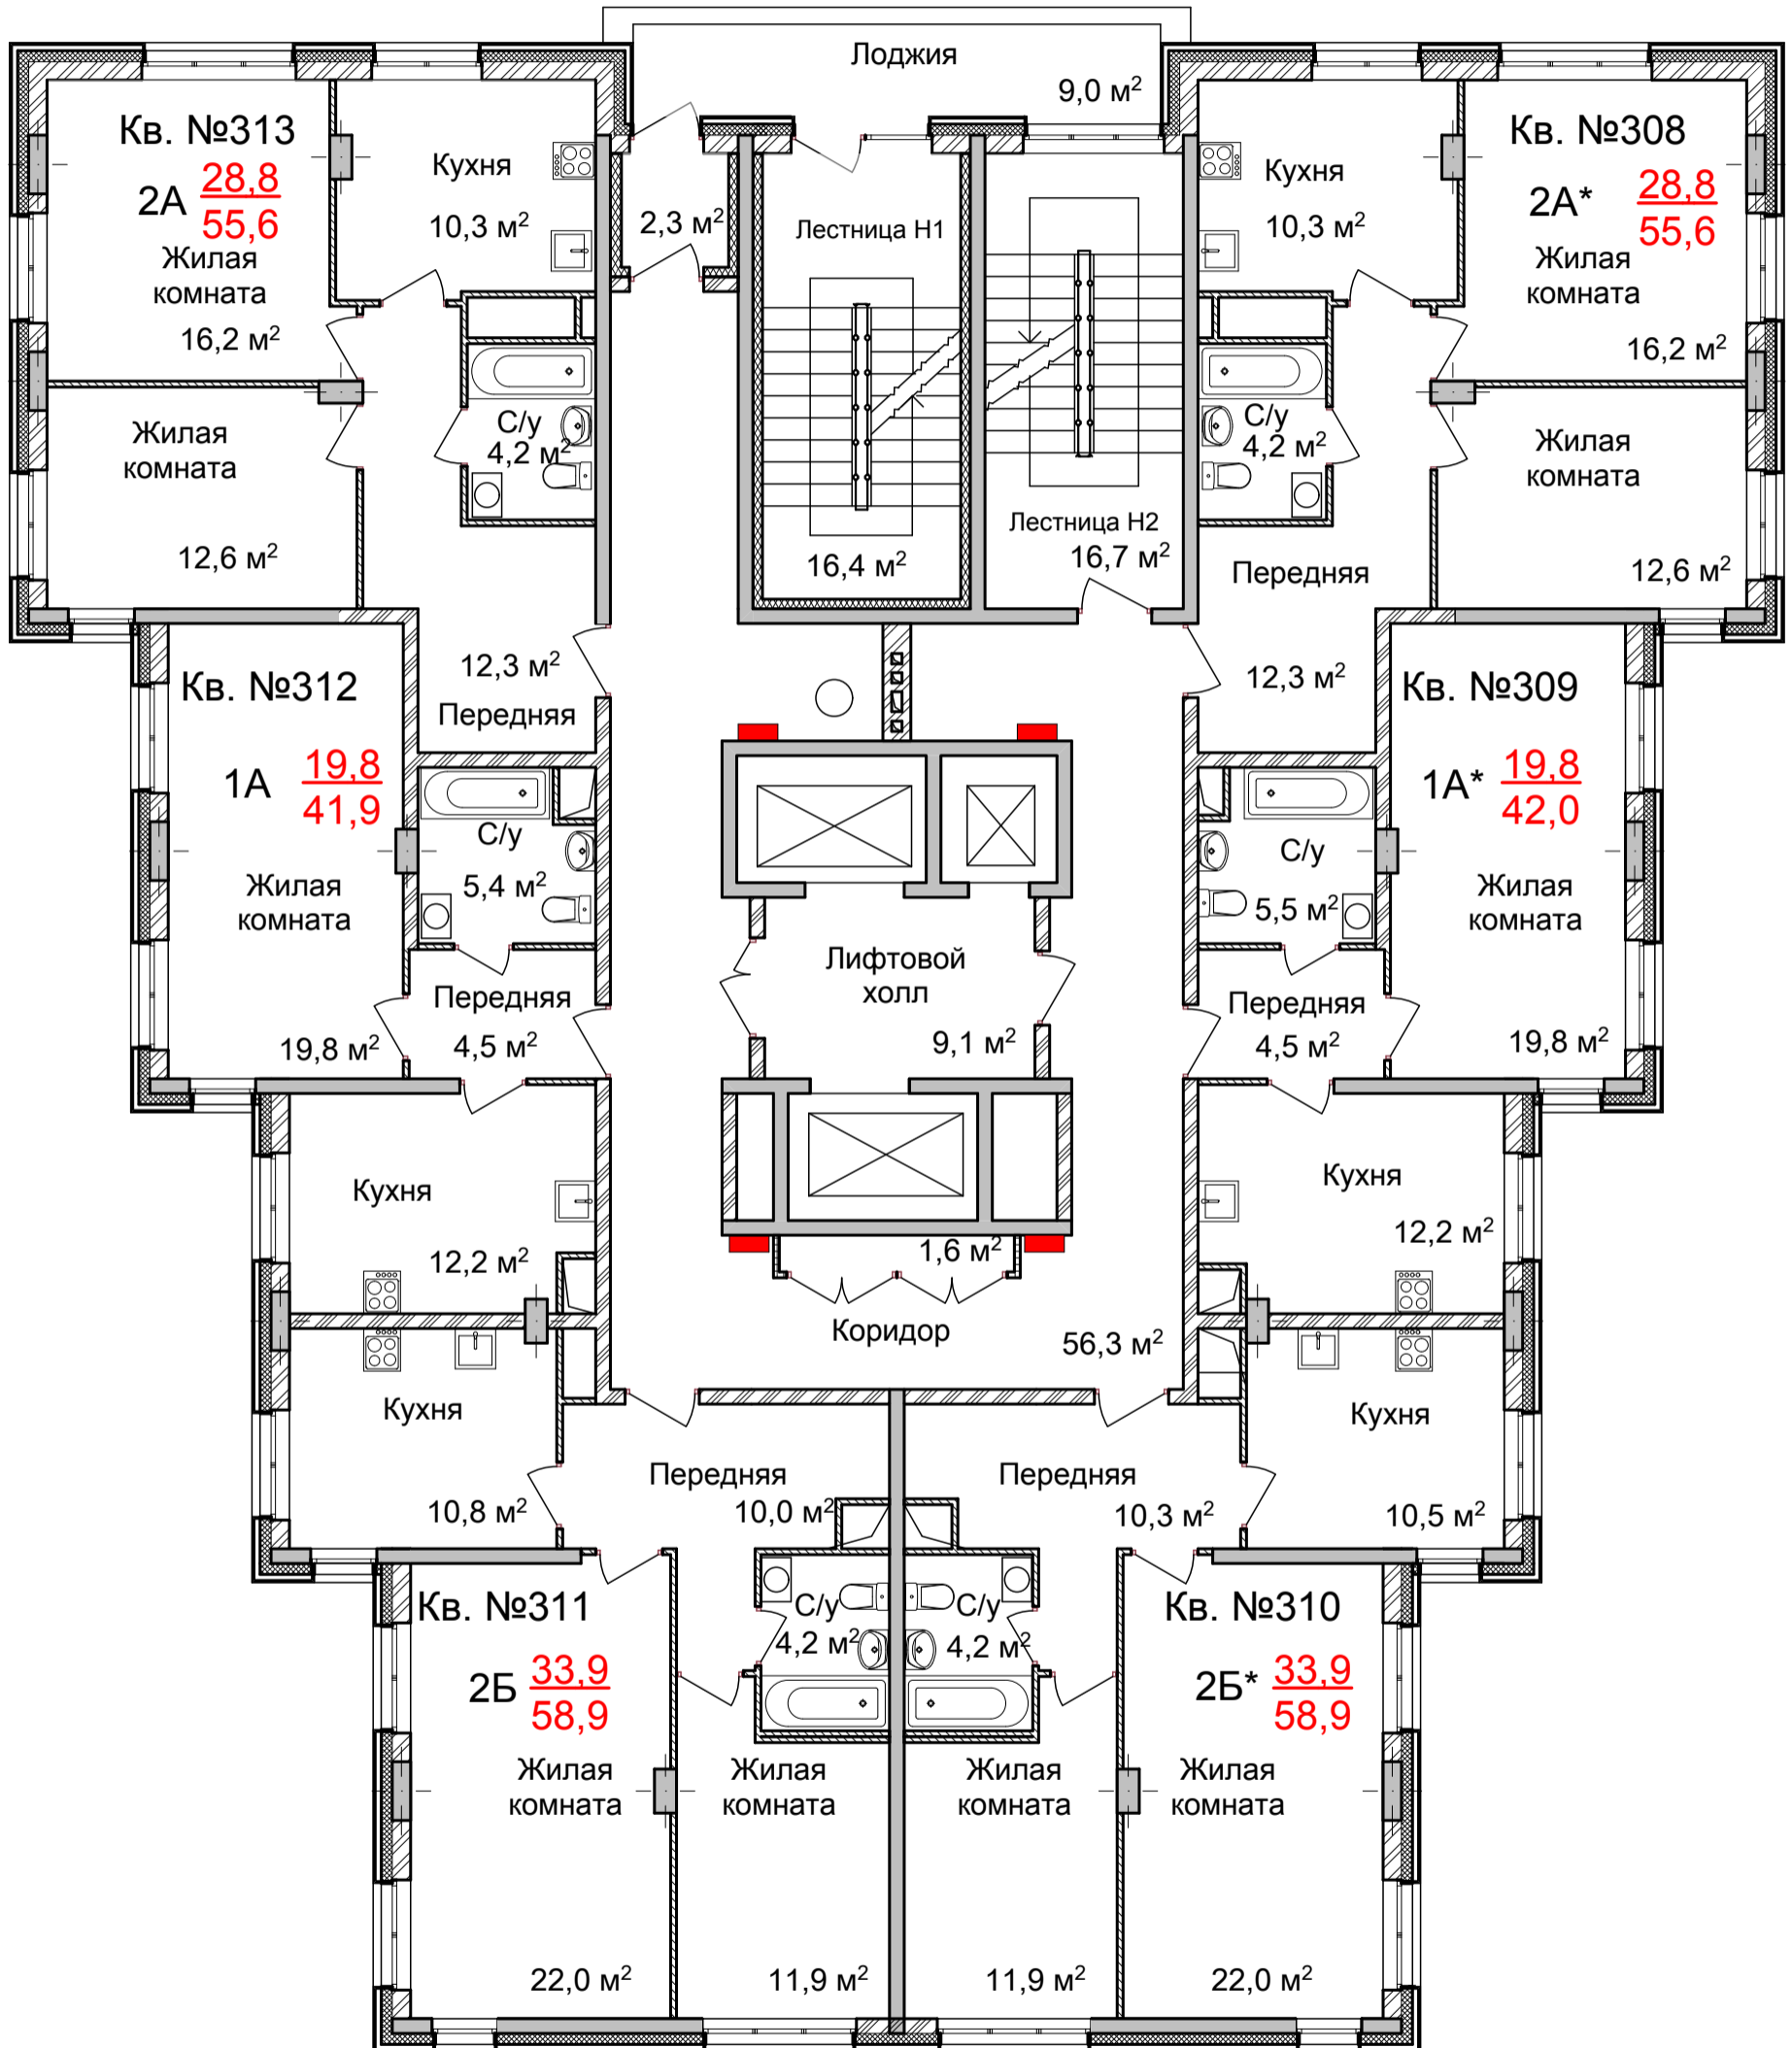 Лоджия
9,0 м²
Кв. №313
2А 28,8
55,6
Жилая
комната
16,2 м²
Кухня
10,3 м²
2,3 м²
Лестница Н1
16,4 м²
Лестница Н2
16,7 м²
Кухня
10,3 м²
Кв. №308
2А* 28,8
55,6
Жилая
комната
16,2 м²
Жилая
комната
12,6 м²
С/у
4,2 м²
12,3 м²
Передняя
С/у
4,2 м²
Передняя
12,3 м²
Жилая
комната
12,6 м²
Кв. №312
1А 19,8
41,9
Жилая
комната
19,8 м²
С/у
5,4 м²
Передняя
4,5 м²
Лифтовой
холл
9,1 м²
С/у
5,5 м²
Передняя
4,5 м²
Кв. №309
1А* 19,8
42,0
Жилая
комната
19,8 м²
Кухня
12,2 м²
1,6 м²
Коридор
56,3 м²
Кухня
12,2 м²
Кухня
10,8 м²
Передняя
10,0 м²
Передняя
10,3 м²
Кухня
10,5 м²
Кв. №311
2Б 33,9
58,9
Жилая
комната
22,0 м²
С/у
4,2 м²
Жилая
комната
11,9 м²
С/у
4,2 м²
Жилая
комната
11,9 м²
Кв. №310
2Б* 33,9
58,9
Жилая
комната
22,0 м²